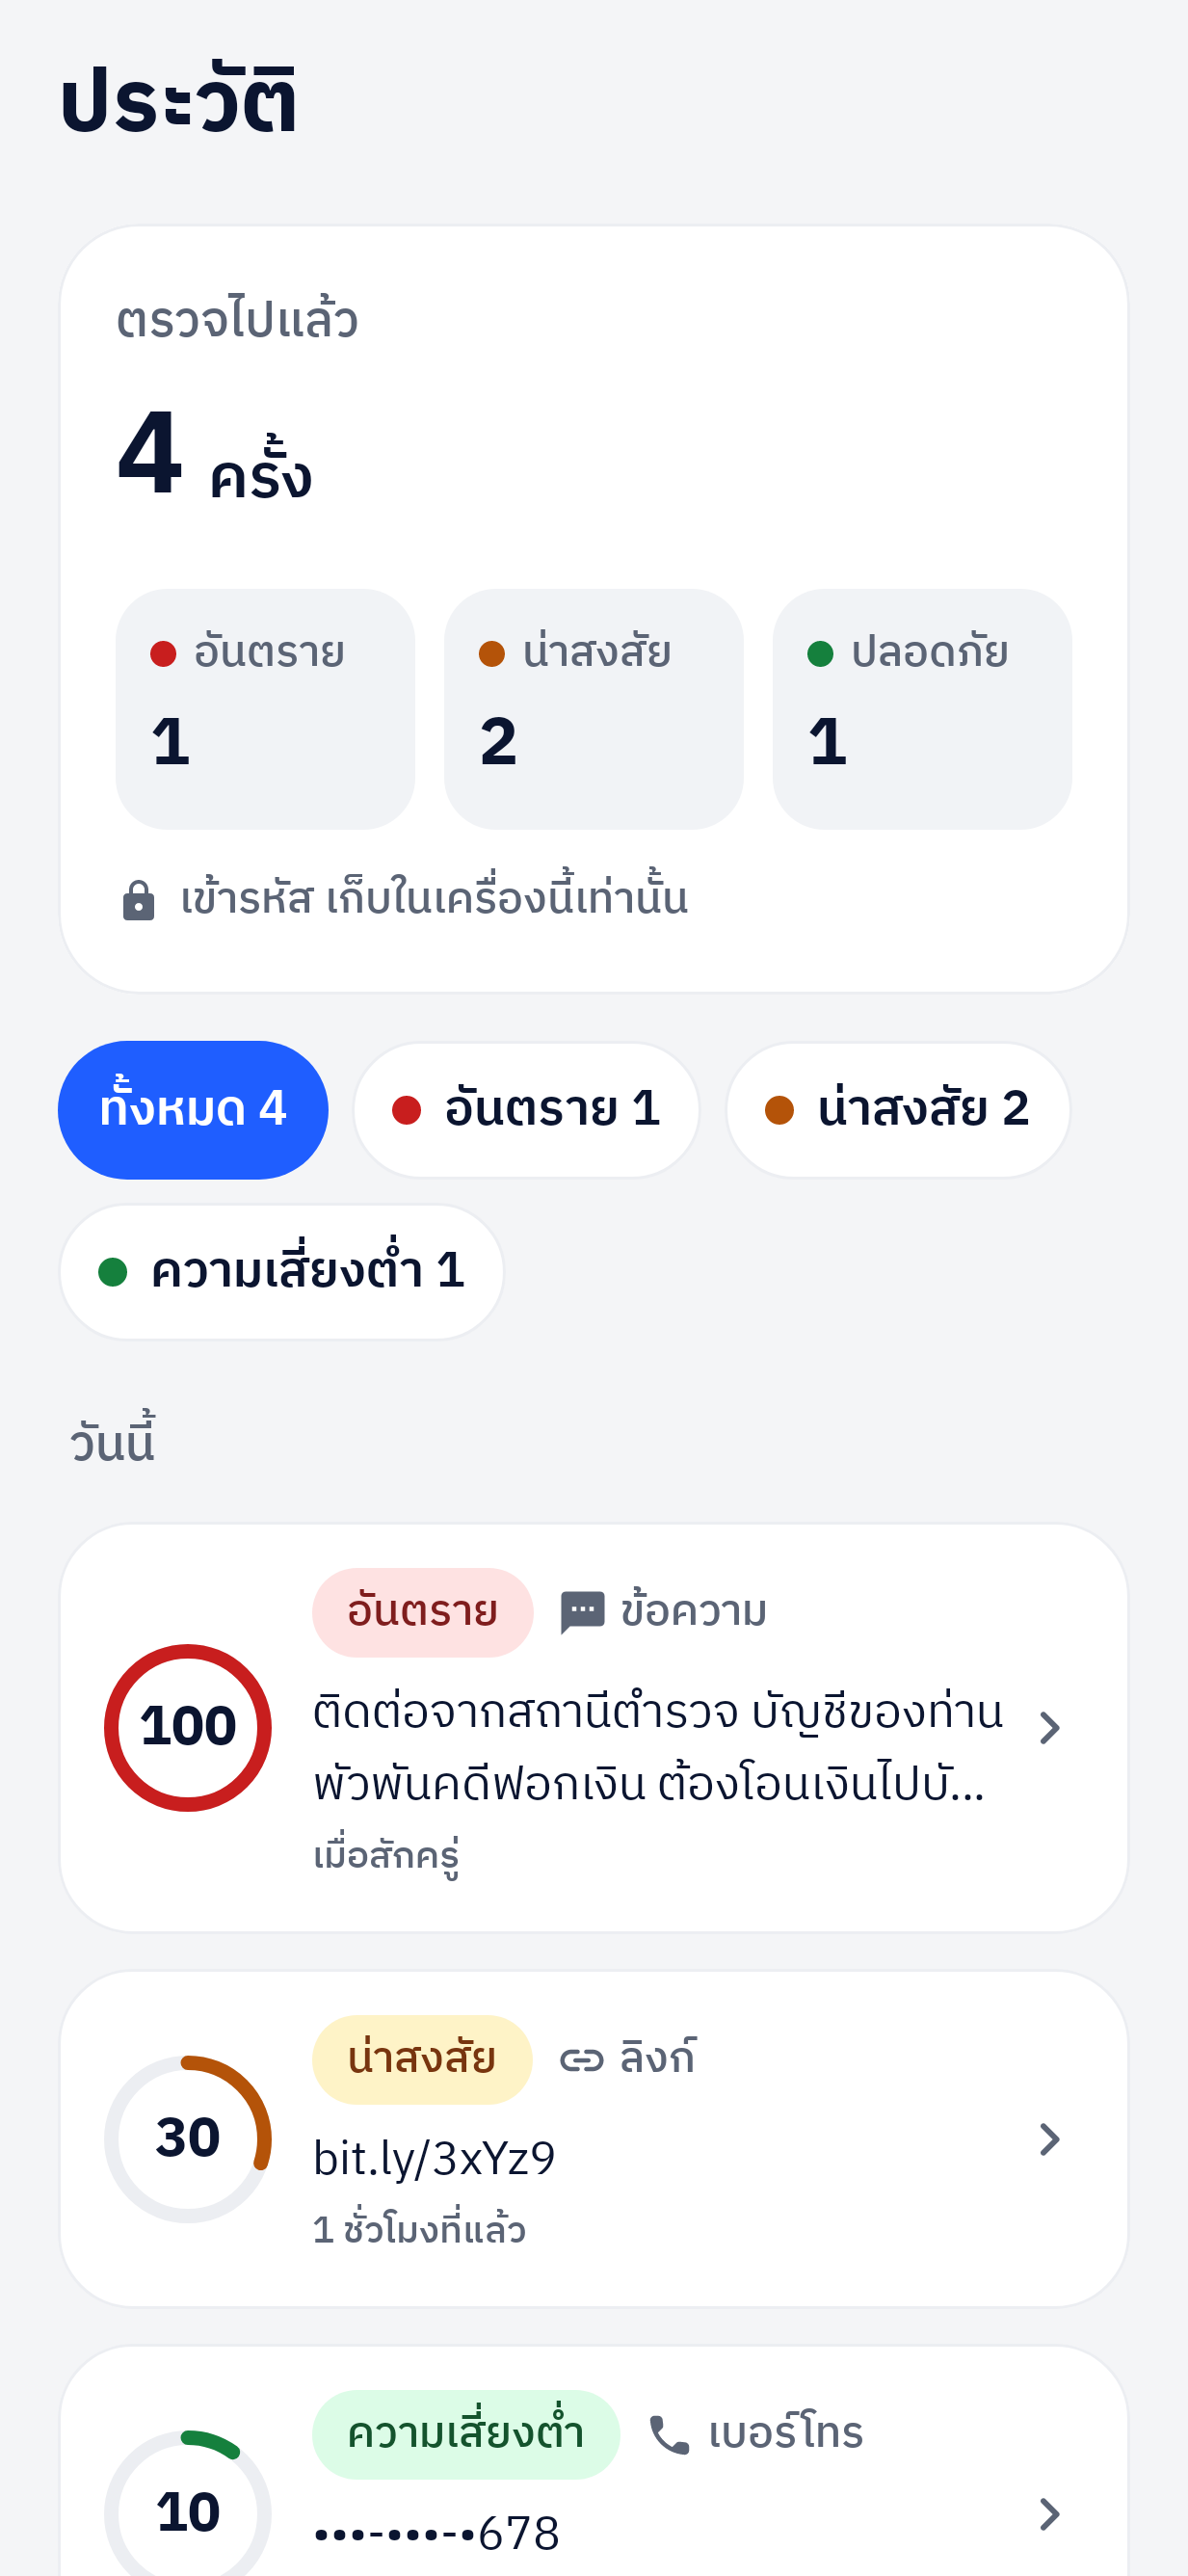 ประวัติ
ตรวจไปแล้ว
4 ครั้ง
อันตราย
1
น่าสงสัย
2
ปลอดภัย
1
เข้ารหัส เก็บในเครื่องนี้เท่านั้น
ทั้งหมด 4
อันตราย 1
น่าสงสัย 2
ความเสี่ยงต่ำ 1
วันนี้
100
อันตราย
ข้อความ
ติดต่อจากสถานีตำรวจ บัญชีของท่าน
พัวพันคดีฟอกเงิน ต้องโอนเงินไปบั...
เมื่อสักครู่
30
น่าสงสัย
ลิงก์
bit.ly/3xYz9
1 ชั่วโมงที่แล้ว
10
ความเสี่ยงต่ำ
เบอร์โทร
•••-•••-•678